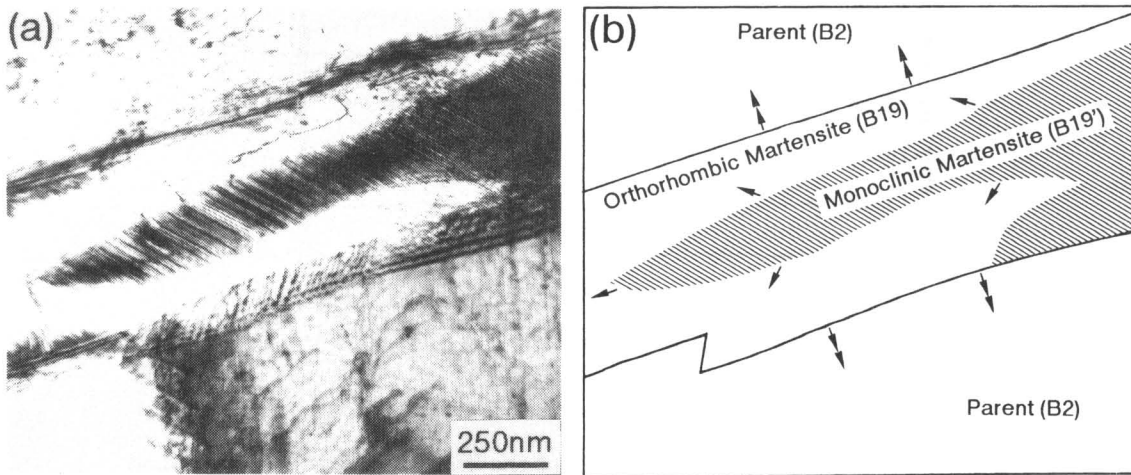 (a)
250nm
(b)
Parent (B2)
Orthorhombic Martensite (B19)
Monoclinic Martensite (B19')
Parent (B2)